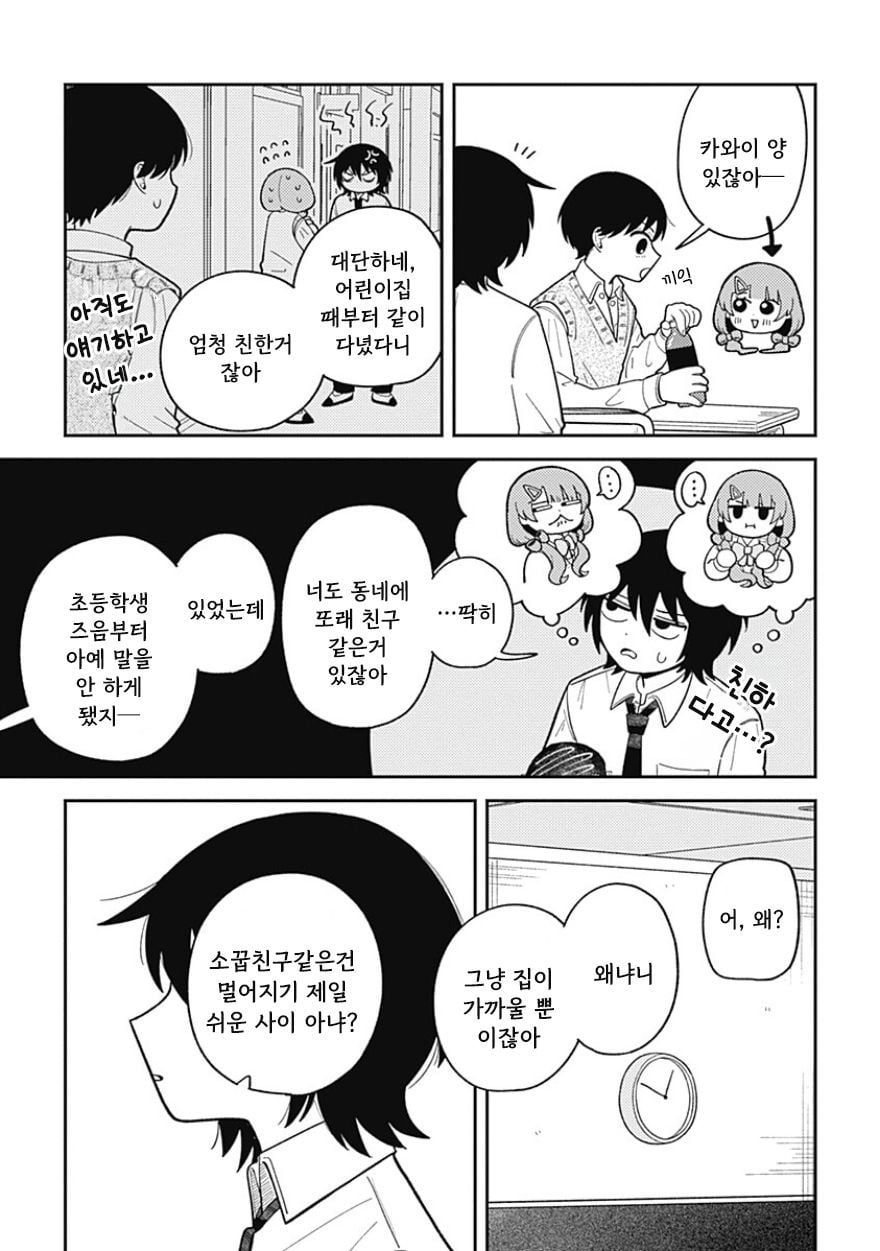 카와이 양
있잖아—
끼익
대단하네,
어린이집
때부터 같이
다녔다니
엄청 친한거
잖아
아직도
얘기하고
있네...
친하
다고...?
...딱히
너도 동네에
또래 친구
같은거
있잖아
있었는데
초등학생
즈음부터
아예 말을
안 하게
됐지—
어, 왜?
왜냐니
그냥 집이
가까울 뿐
이잖아
소꿉친구같은건
멀어지기 제일
쉬운 사이 아냐?